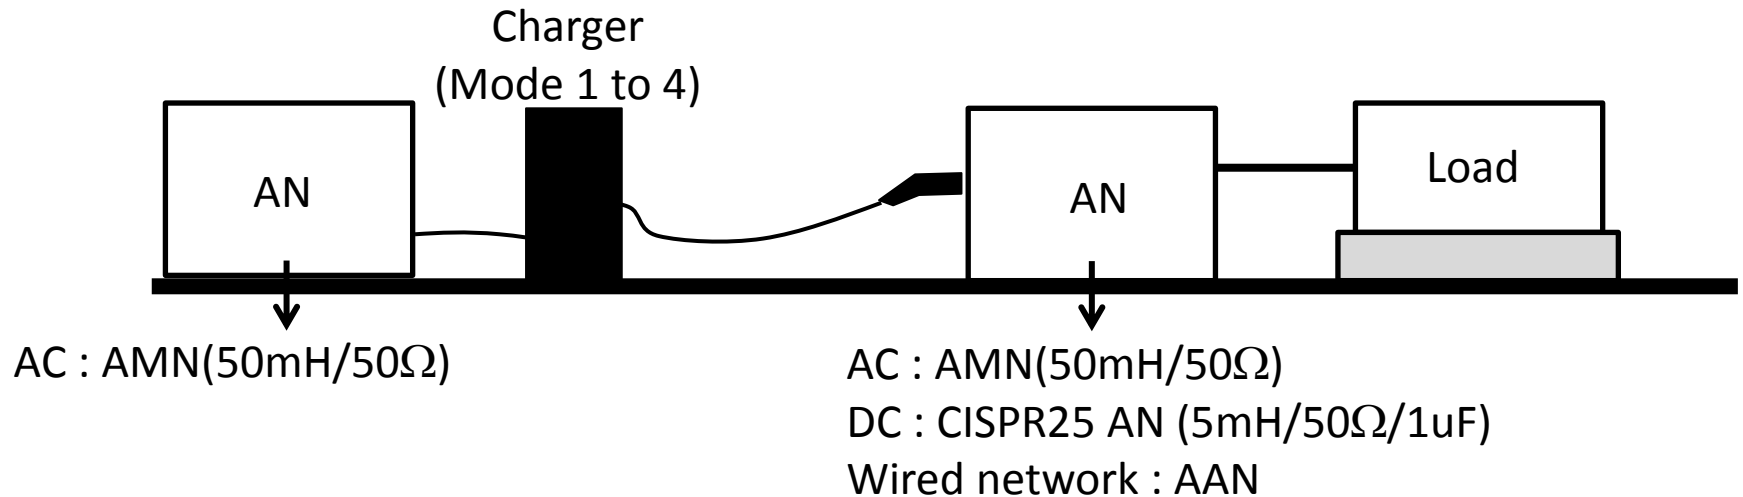 Charger
(Mode 1 to 4)
AN
AN
Load
AC : AMN(50mH/50Ω)
AC : AMN(50mH/50Ω)
DC : CISPR25 AN (5mH/50Ω/1uF)
Wired network : AAN